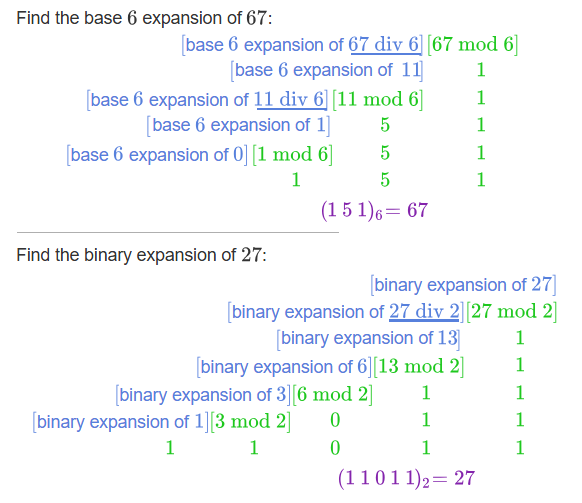 Find the base 6 expansion of 67:
[base 6 expansion of 67 div 6][67 mod 6]
[base 6 expansion of 11] 1
[base 6 expansion of 11 div 6][11 mod 6] 1
[base 6 expansion of 1] 5 1
[base 6 expansion of 0][1 mod 6] 5 1
1 5 1
(1 5 1)₆= 67
Find the binary expansion of 27:
[binary expansion of 27]
[binary expansion of 27 div 2][27 mod 2]
[binary expansion of 13] 1
[binary expansion of 6][13 mod 2] 1
[binary expansion of 3][6 mod 2] 1 1
[binary expansion of 1][3 mod 2] 0 1 1
1 1 0 1 1
(1 1 0 1 1)₂= 27